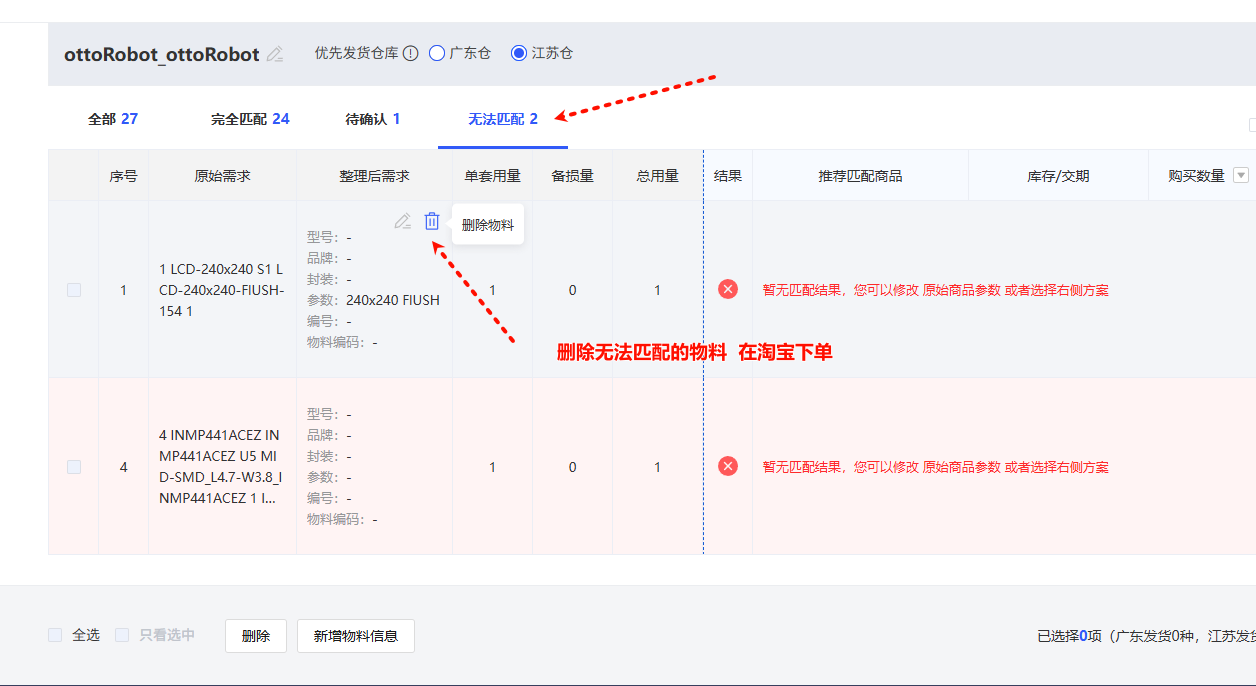 ottoRobot_ottoRobot 优先发货仓库 广东仓 江苏仓
全部 27 完全匹配 24 待确认 1 无法匹配 2
序号 原始需求 整理后需求 单套用量 备损量 总用量 结果 推荐匹配商品 库存/交期 购买数量
删除物料
1
1 LCD-240x240 S1 L
CD-240x240-FIUSH-
154 1
型号： -
品牌： -
封装： -
参数： 240x240 FIUSH
编号： -
物料编码： -
1 0 1
暂无匹配结果，您可以修改 原始商品参数 或者选择右侧方案
删除无法匹配的物料 在淘宝下单
4
4 INMP441ACEZ IN
MP441ACEZ U5 MI
D-SMD_L4.7-W3.8_I
NMP441ACEZ 1 I...
型号： -
品牌： -
封装： -
参数： -
编号： -
物料编码： -
1 0 1
暂无匹配结果，您可以修改 原始商品参数 或者选择右侧方案
全选 只看选中 删除 新增物料信息 已选择0项（广东发货0种，江苏发